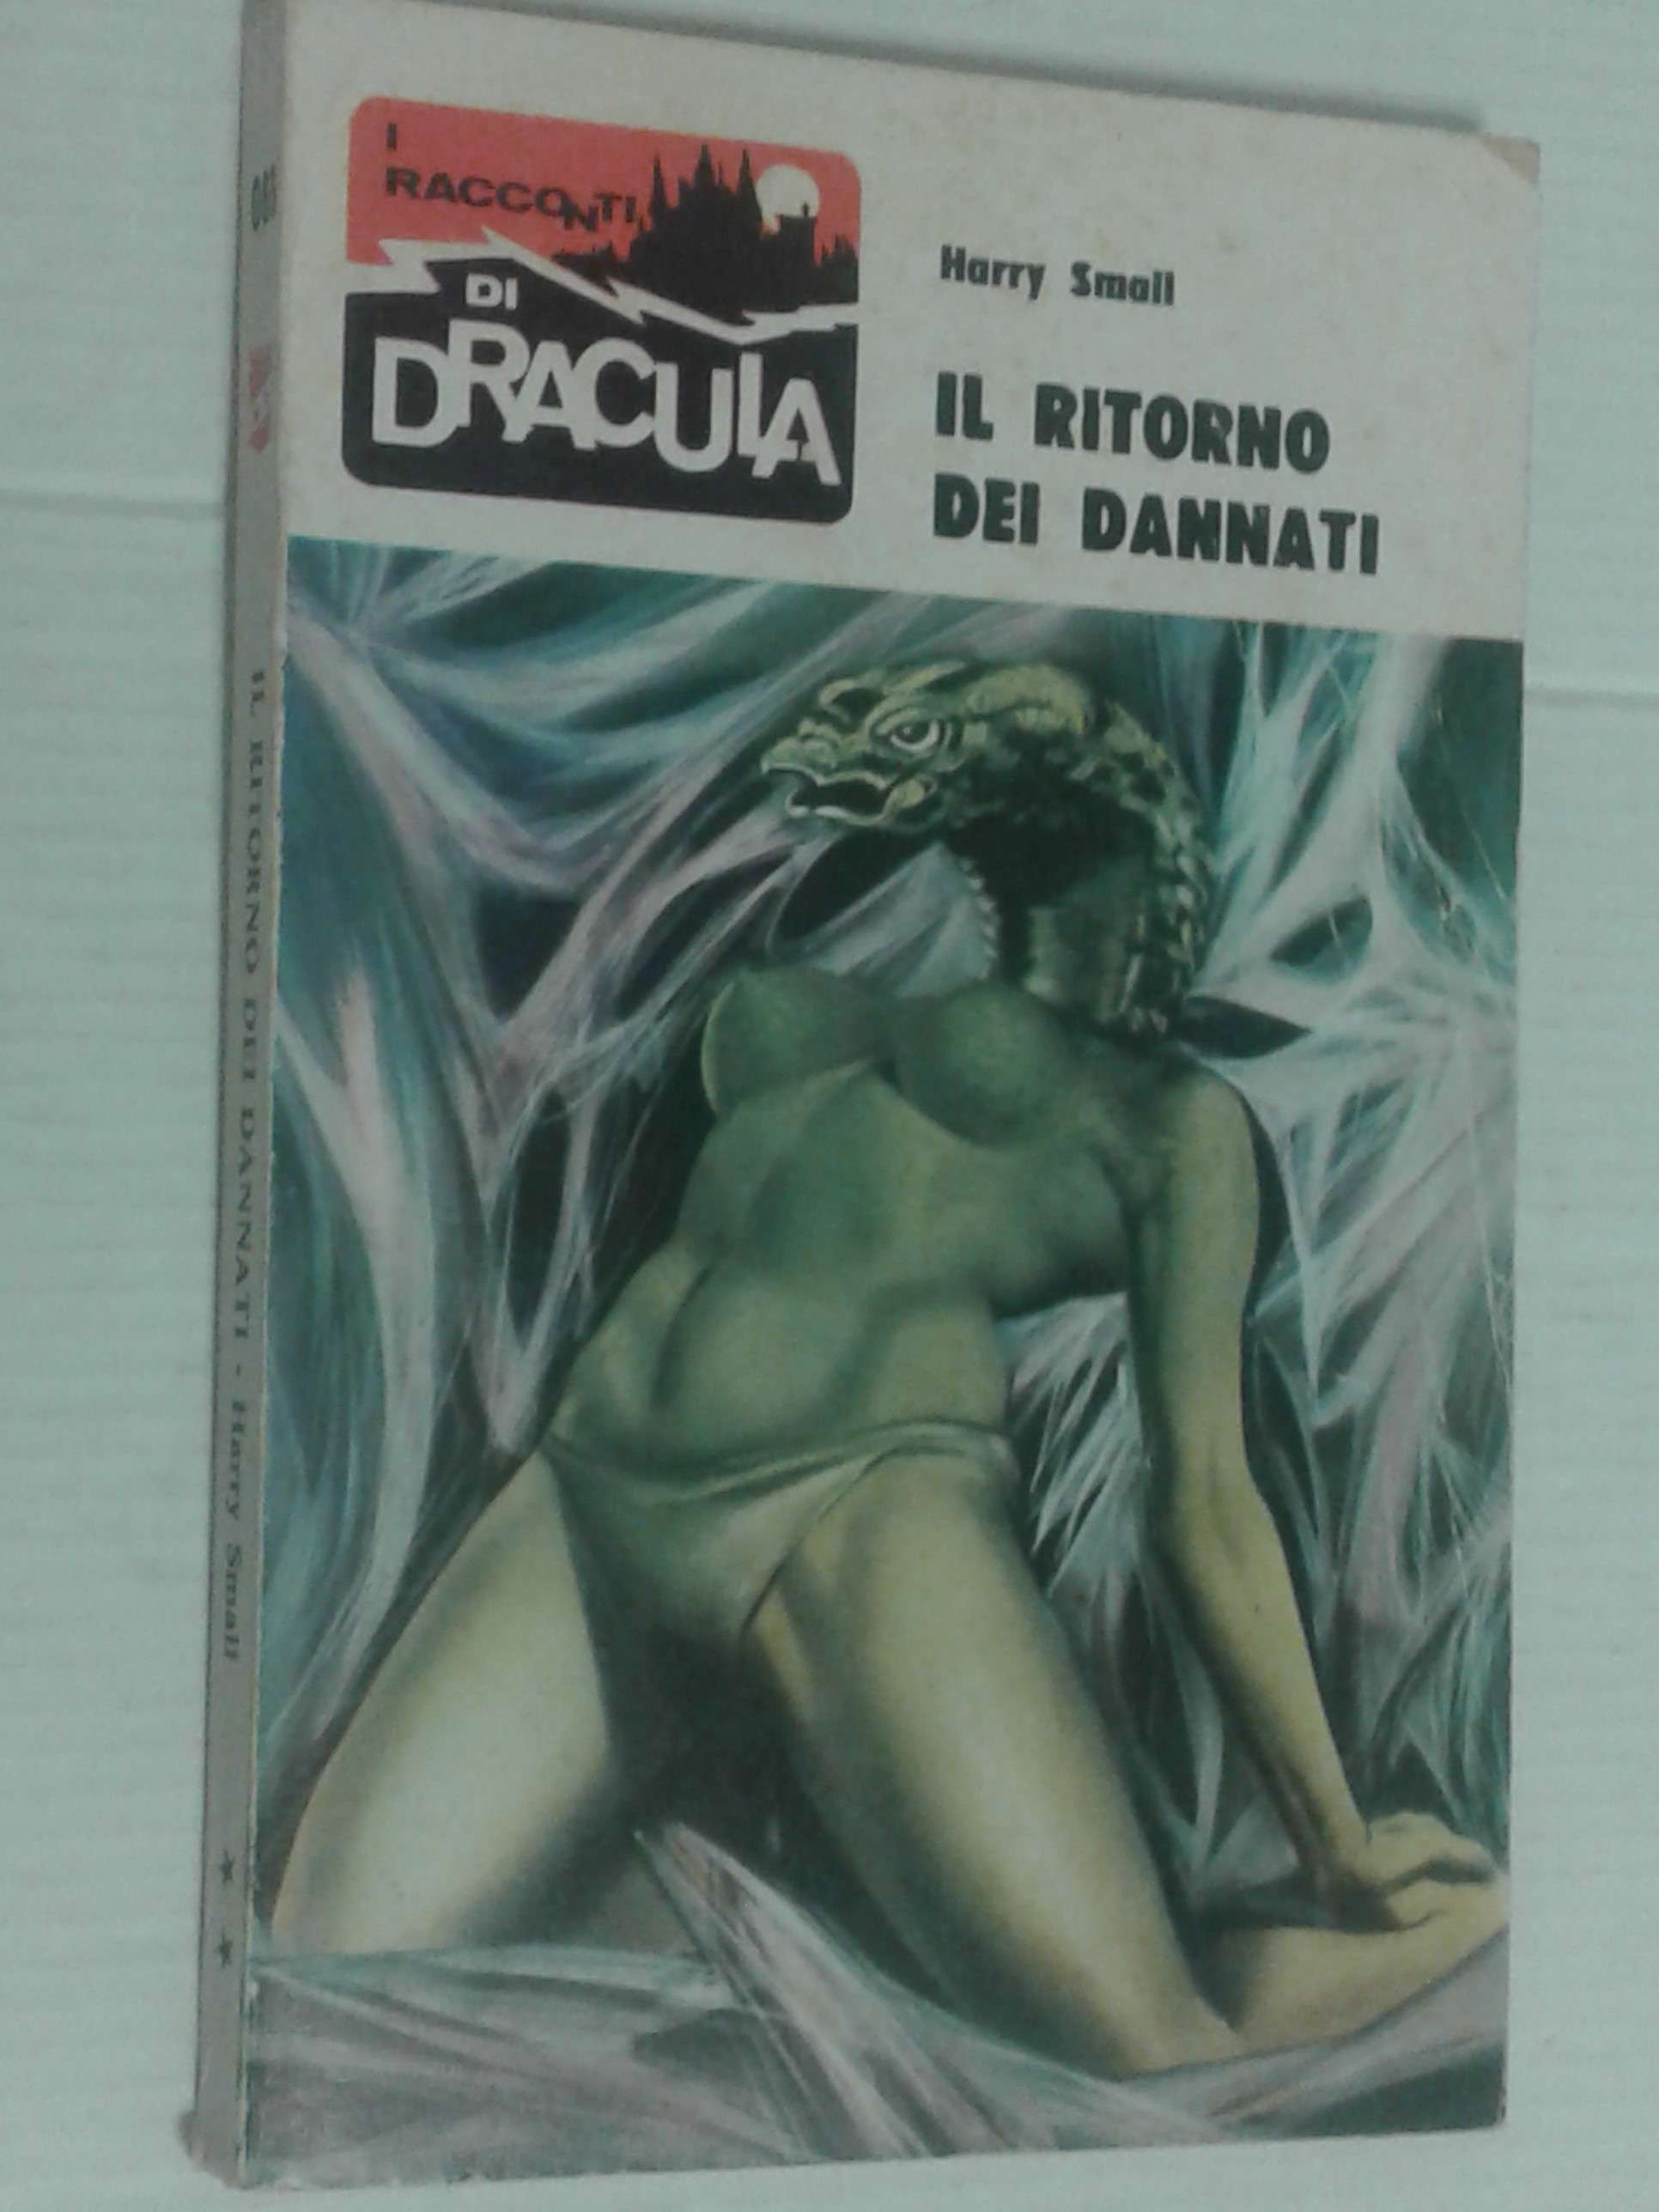 I
RACCONTI
DI
DRACULA
Harry Small
IL RITORNO
DEI DANNATI
IL RITORNO DEI DANNATI - Harry Small